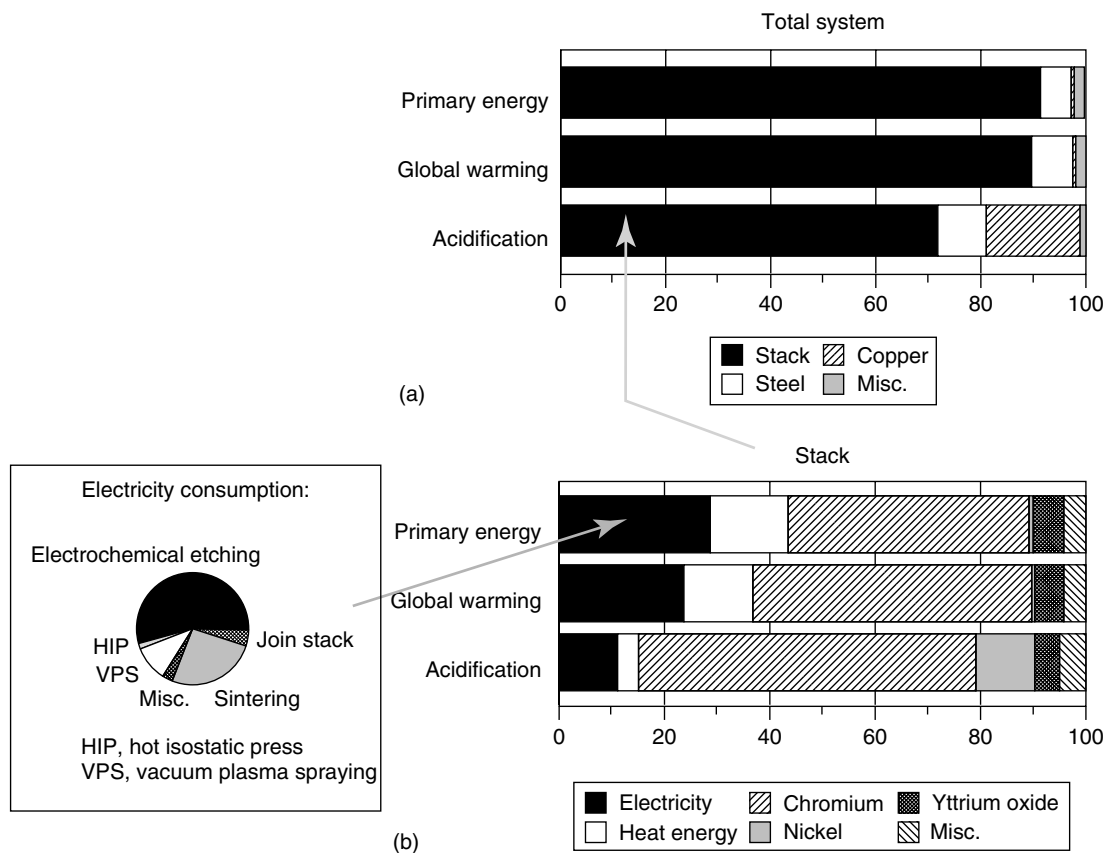 Total system
Primary energy
Global warming
Acidification
0 20 40 60 80 100
Stack Copper
Steel Misc.
(a)
Stack
Electricity consumption:
Electrochemical etching
HIP
VPS
Misc.
Sintering
Join stack
HIP, hot isostatic press
VPS, vacuum plasma spraying
Primary energy
Global warming
Acidification
0 20 40 60 80 100
Electricity Chromium Yttrium oxide
Heat energy Nickel Misc.
(b)